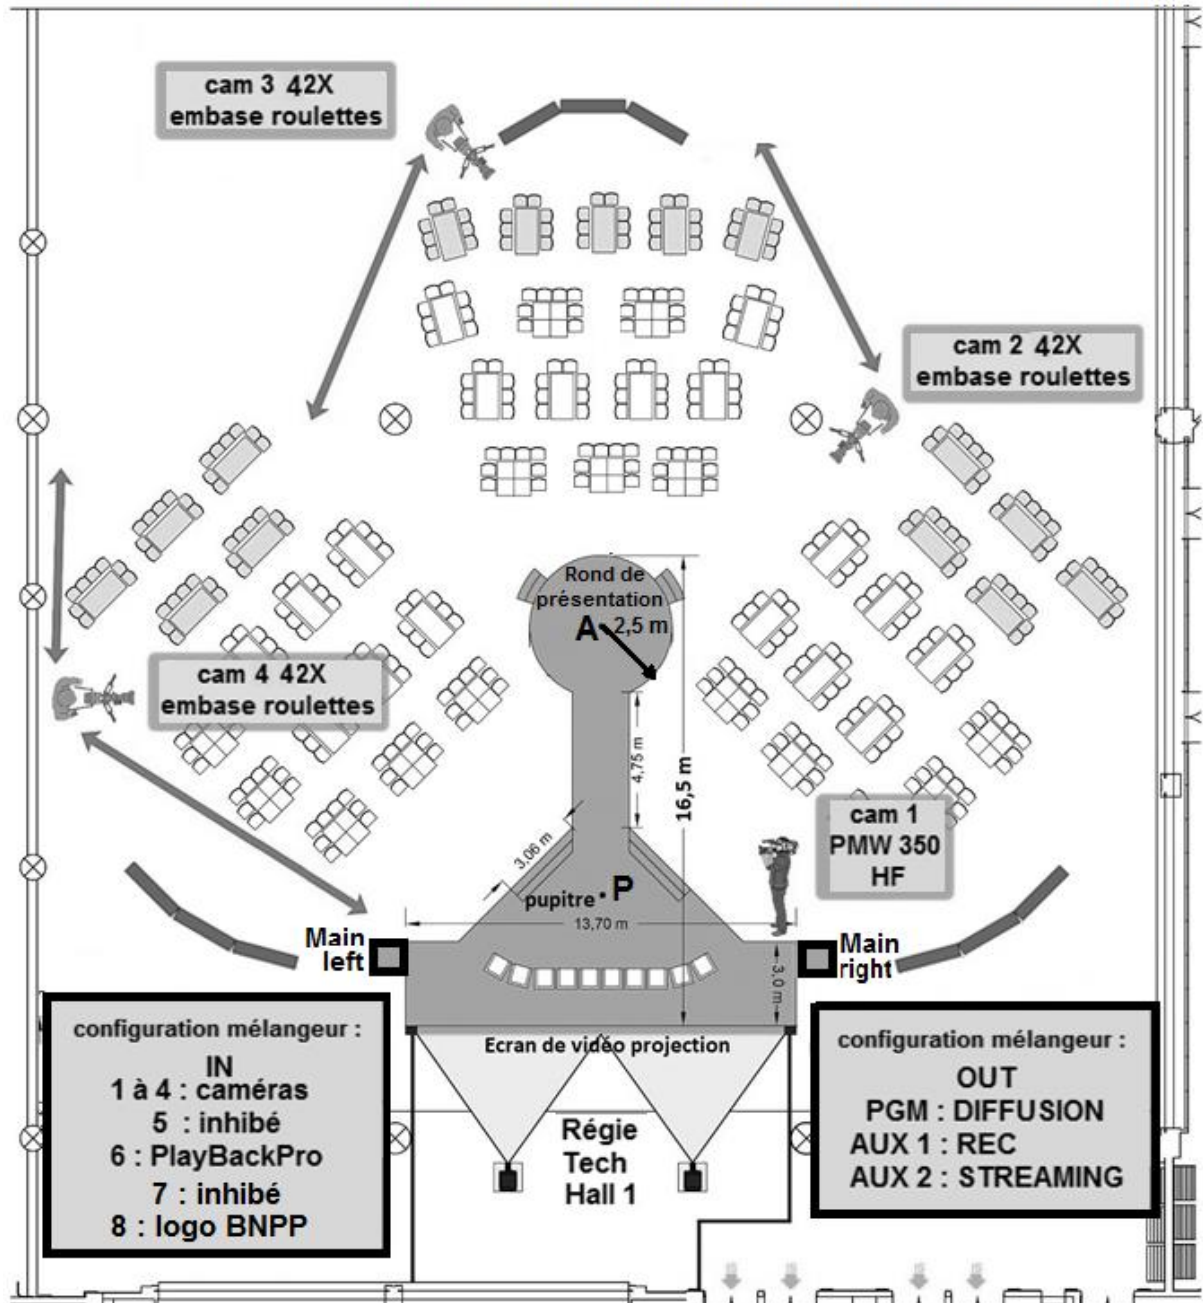 cam 3 42X
embase roulettes
cam 2 42X
embase roulettes
Rond de
présentation
A 2,5 m
cam 4 42X
embase roulettes
4,75 m
16,5 m
cam 1
PMW 350
HF
3,06 m
pupitre P
13,70 m
Main
left
Main
right
3,0 m
Ecran de vidéo projection
configuration mélangeur :
IN
1 à 4 : caméras
5 : inhibé
6 : PlayBackPro
7 : inhibé
8 : logo BNPP
Régie
Tech
Hall 1
configuration mélangeur :
OUT
PGM : DIFFUSION
AUX 1 : REC
AUX 2 : STREAMING